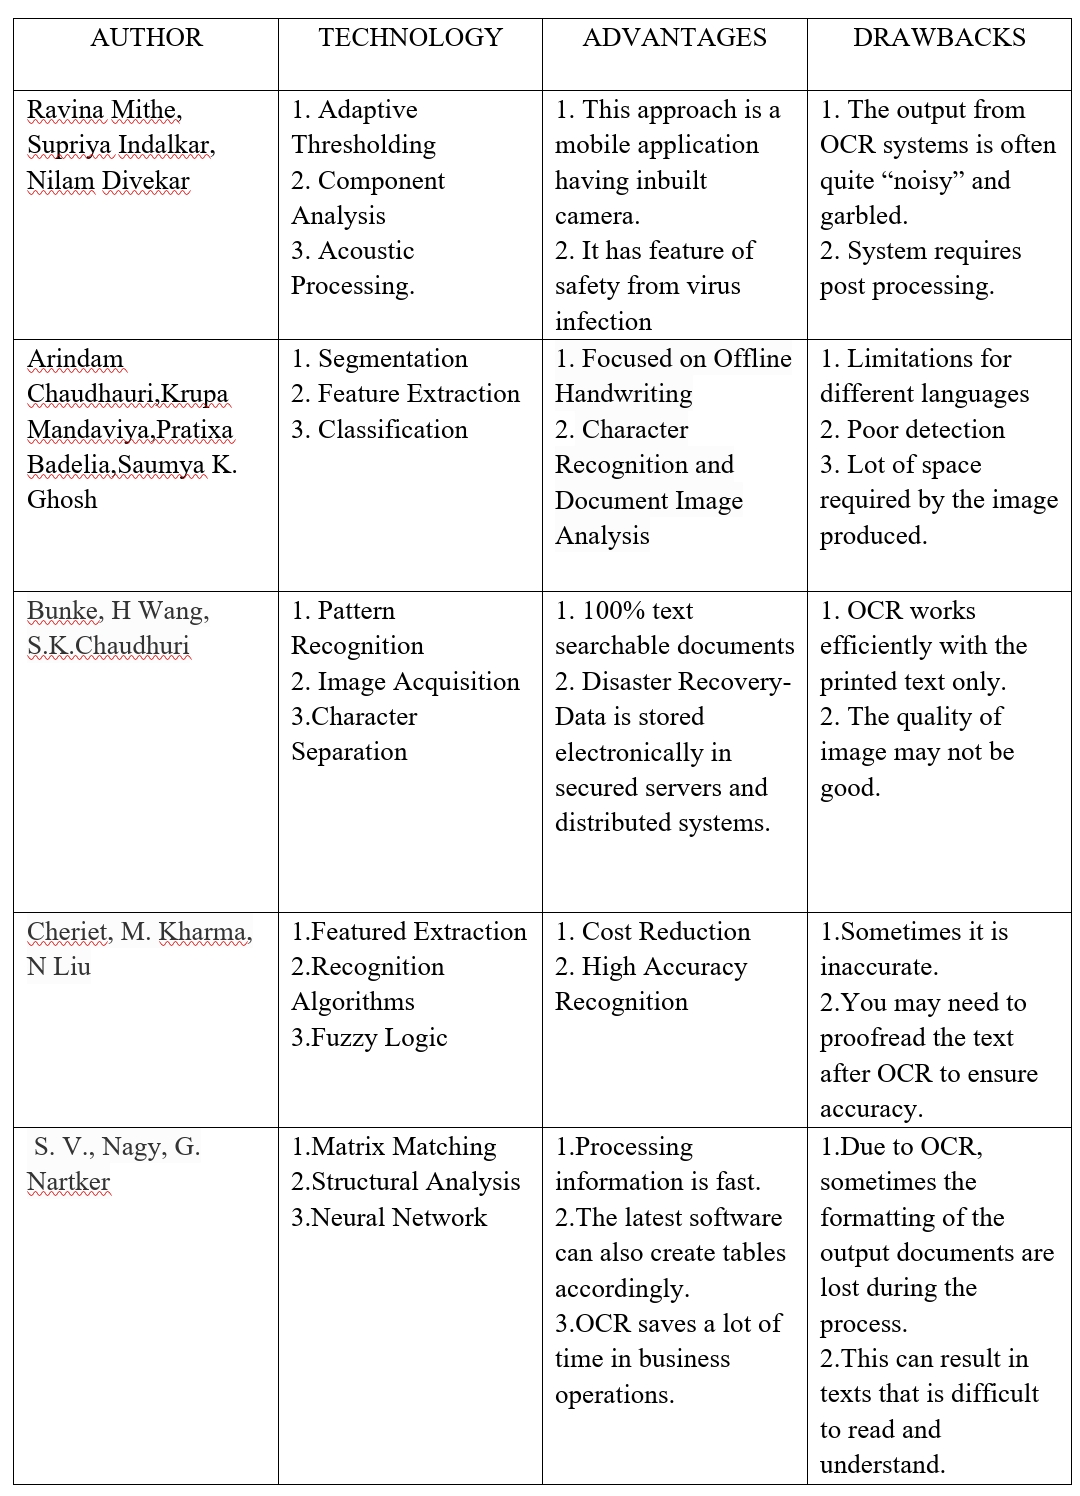 AUTHOR TECHNOLOGY ADVANTAGES DRAWBACKS
Ravina Mithe,
Supriya Indalkar,
Nilam Divekar
1. Adaptive
Thresholding
2. Component
Analysis
3. Acoustic
Processing.
1. This approach is a
mobile application
having inbuilt
camera.
2. It has feature of
safety from virus
infection
1. The output from
OCR systems is often
quite “noisy” and
garbled.
2. System requires
post processing.
Arindam
Chaudhauri,Krupa
Mandaviya,Pratixa
Badelia,Saumya K.
Ghosh
1. Segmentation
2. Feature Extraction
3. Classification
1. Focused on Offline
Handwriting
2. Character
Recognition and
Document Image
Analysis
1. Limitations for
different languages
2. Poor detection
3. Lot of space
required by the image
produced.
Bunke, H Wang,
S.K.Chaudhuri
1. Pattern
Recognition
2. Image Acquisition
3.Character
Separation
1. 100% text
searchable documents
2. Disaster Recovery-
Data is stored
electronically in
secured servers and
distributed systems.
1. OCR works
efficiently with the
printed text only.
2. The quality of
image may not be
good.
Cheriet, M. Kharma,
N Liu
1.Featured Extraction
2.Recognition
Algorithms
3.Fuzzy Logic
1. Cost Reduction
2. High Accuracy
Recognition
1.Sometimes it is
inaccurate.
2.You may need to
proofread the text
after OCR to ensure
accuracy.
S. V., Nagy, G.
Nartker
1.Matrix Matching
2.Structural Analysis
3.Neural Network
1.Processing
information is fast.
2.The latest software
can also create tables
accordingly.
3.OCR saves a lot of
time in business
operations.
1.Due to OCR,
sometimes the
formatting of the
output documents are
lost during the
process.
2.This can result in
texts that is difficult
to read and
understand.